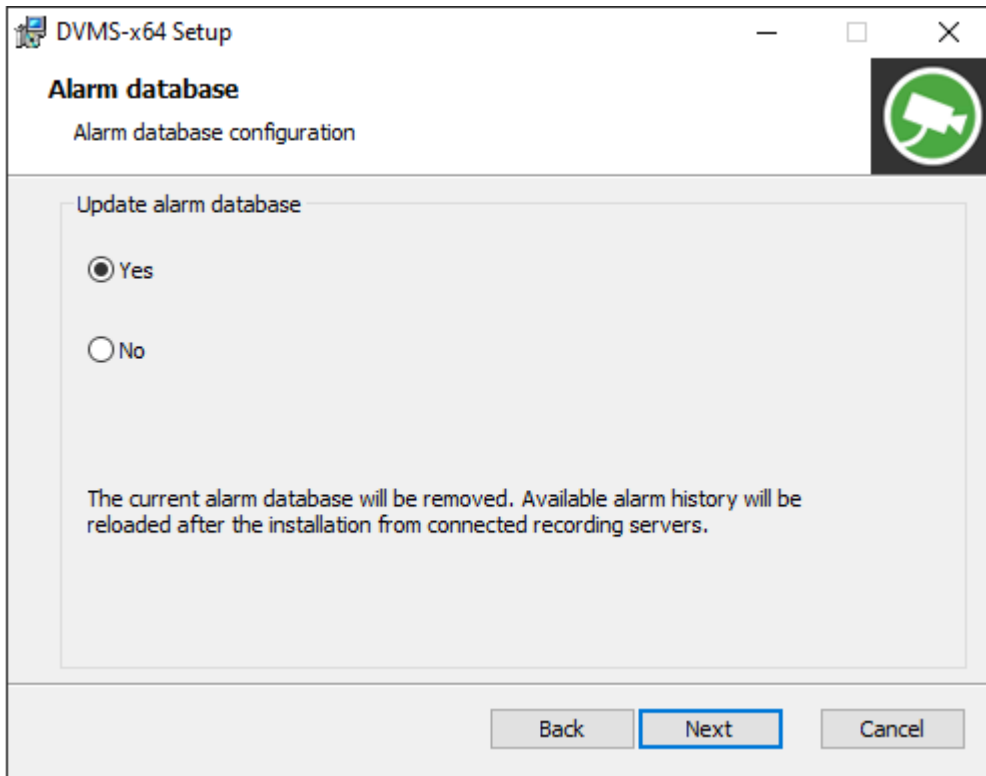 DVMS-x64 Setup
Alarm database
Alarm database configuration
Update alarm database
Yes
No
The current alarm database will be removed. Available alarm history will be
reloaded after the installation from connected recording servers.
Back Next Cancel